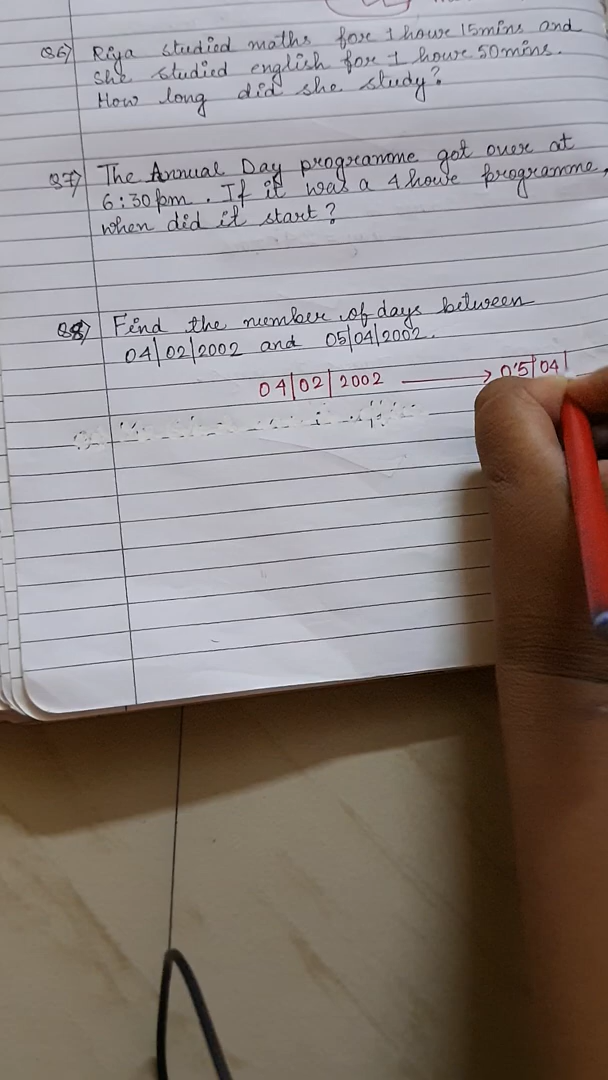 Q6) Riya studied maths for 1 hour 15mins and
she studied english for 1 hour 50mins.
How long did she study?
Q7) The Annual Day programme got over at
6:30pm. If it was a 4 hour programme,
when did it start?
Q8) Find the number of days between
04/02/2002 and 05/04/2002.
04/02/2002 → 05/04/